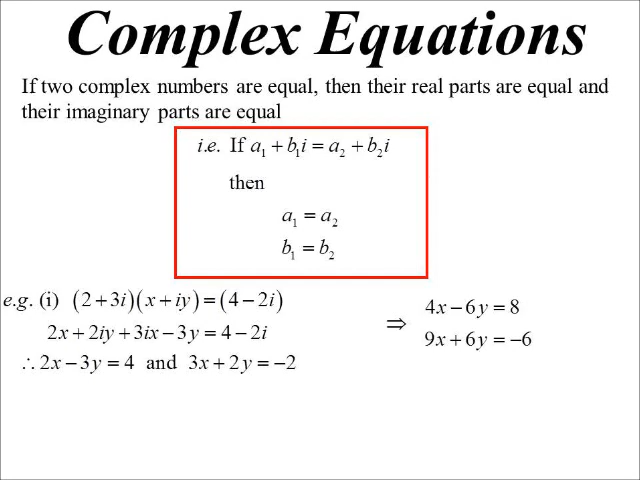 Complex Equations
If two complex numbers are equal, then their real parts are equal and
their imaginary parts are equal
i.e. If a₁ + b₁i = a₂ + b₂i
then
a₁ = a₂
b₁ = b₂
e.g. (i) (2 + 3i)(x + iy) = (4 − 2i)
2x + 2iy + 3ix − 3y = 4 − 2i
∴ 2x − 3y = 4 and 3x + 2y = −2
⇒ 4x − 6y = 8
9x + 6y = −6